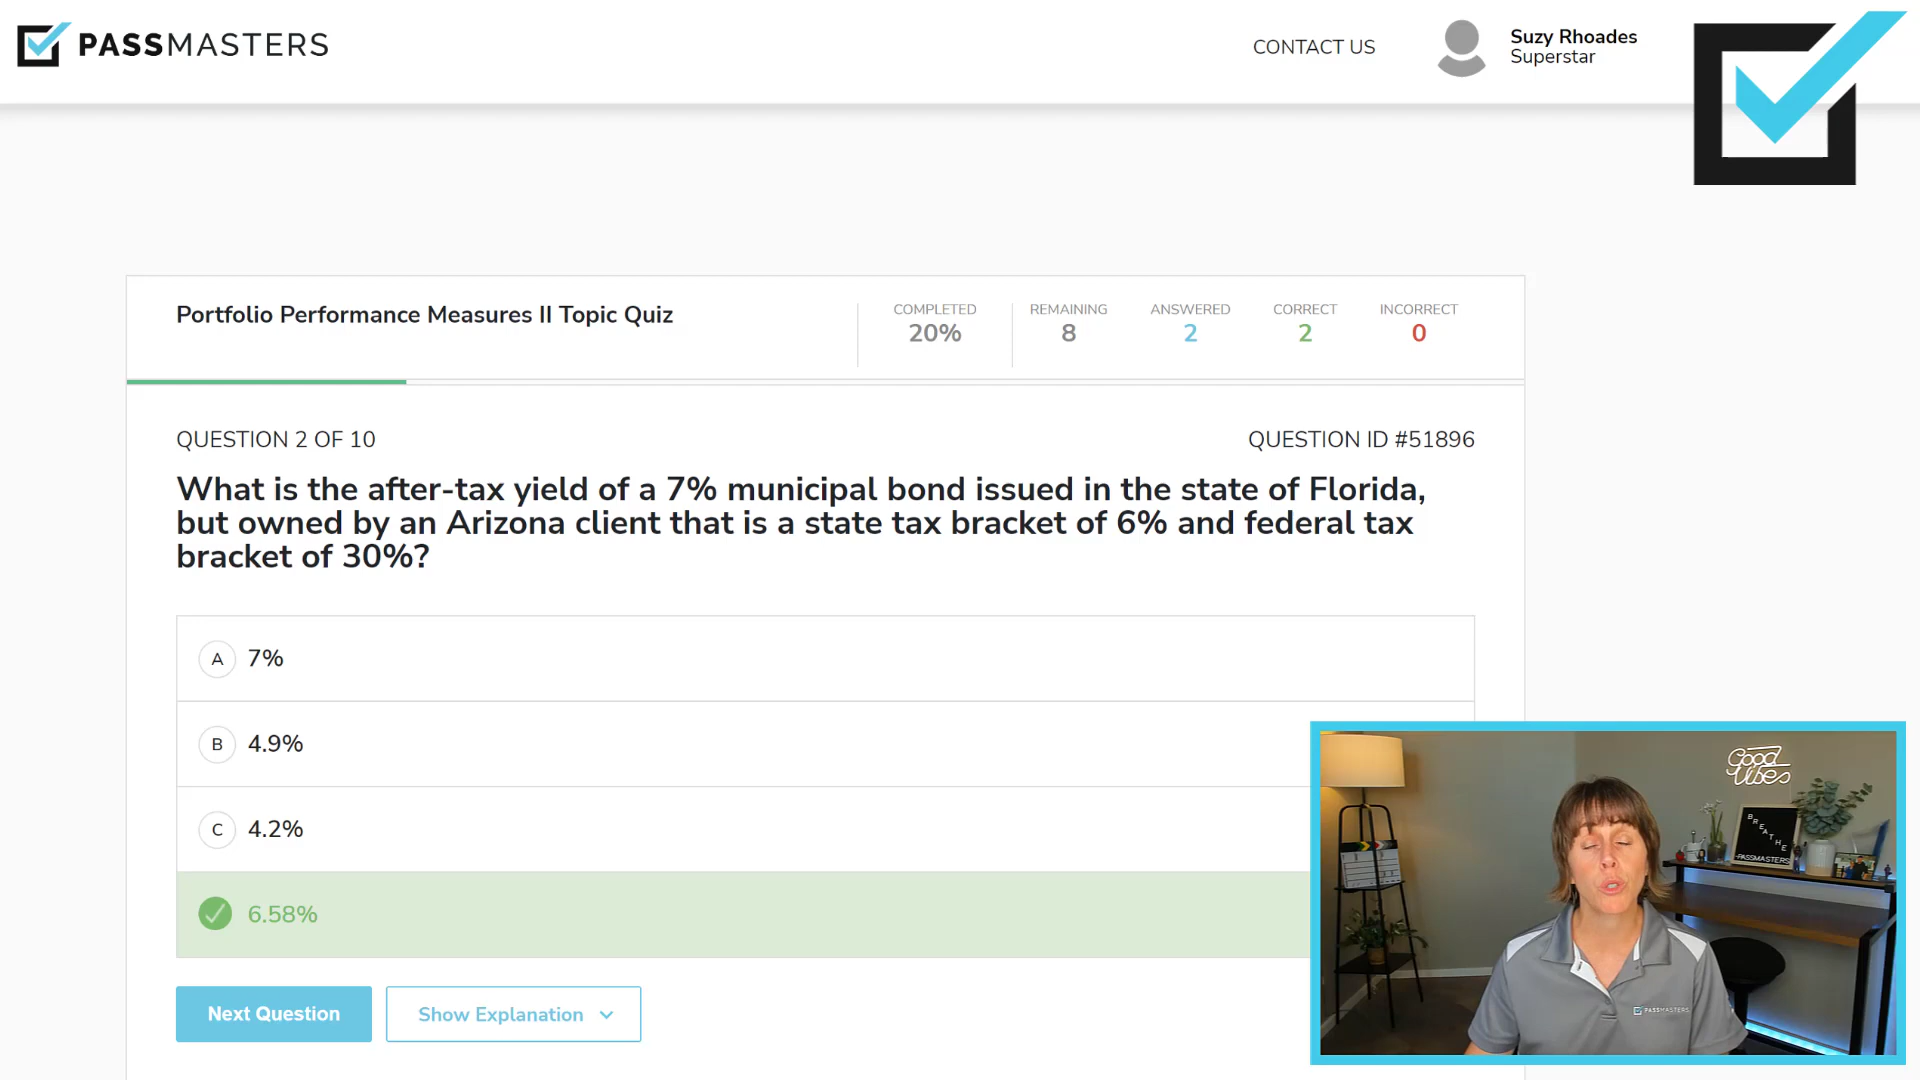 PASSMASTERS
CONTACT US
Suzy Rhoades
Superstar
Portfolio Performance Measures II Topic Quiz
COMPLETED
20%
REMAINING
8
ANSWERED
2
CORRECT
2
INCORRECT
0
QUESTION 2 OF 10
QUESTION ID #51896
What is the after-tax yield of a 7% municipal bond issued in the state of Florida,
but owned by an Arizona client that is a state tax bracket of 6% and federal tax
bracket of 30%?
A 7%
B 4.9%
C 4.2%
6.58%
Next Question
Show Explanation
Good
Vibes
BREATHE
-PASSMASTERS
PASSMASTERS